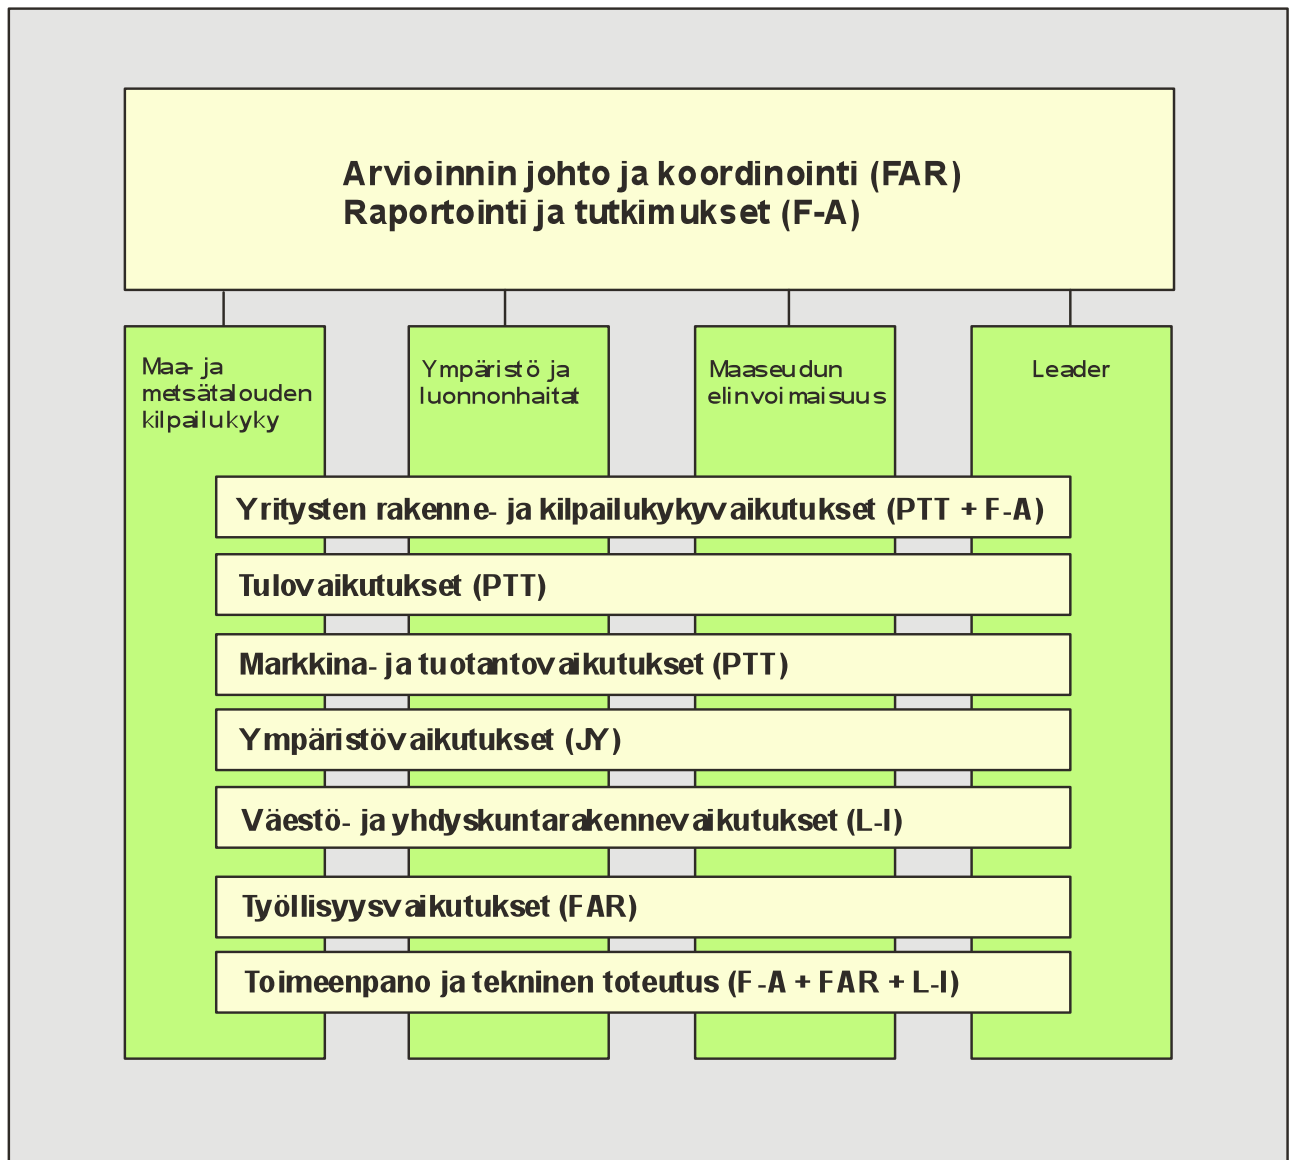 Arvioinnin johto ja koordinointi (FAR)
Raportointi ja tutkimukset (F-A)
Maa- ja
metsätalouden
kilpailukyky
Ympäristö ja
luonnonhaitat
Maaseudun
elinvoimaisuus
Leader
Yritysten rakenne- ja kilpailukykyvaikutukset (PTT + F-A)
Tulovaikutukset (PTT)
Markkina- ja tuotantovaikutukset (PTT)
Ympäristövaikutukset (JY)
Väestö- ja yhdyskuntarakennevaikutukset (L-I)
Työllisyysvaikutukset (FAR)
Toimeenpano ja tekninen toteutus (F-A + FAR + L-I)